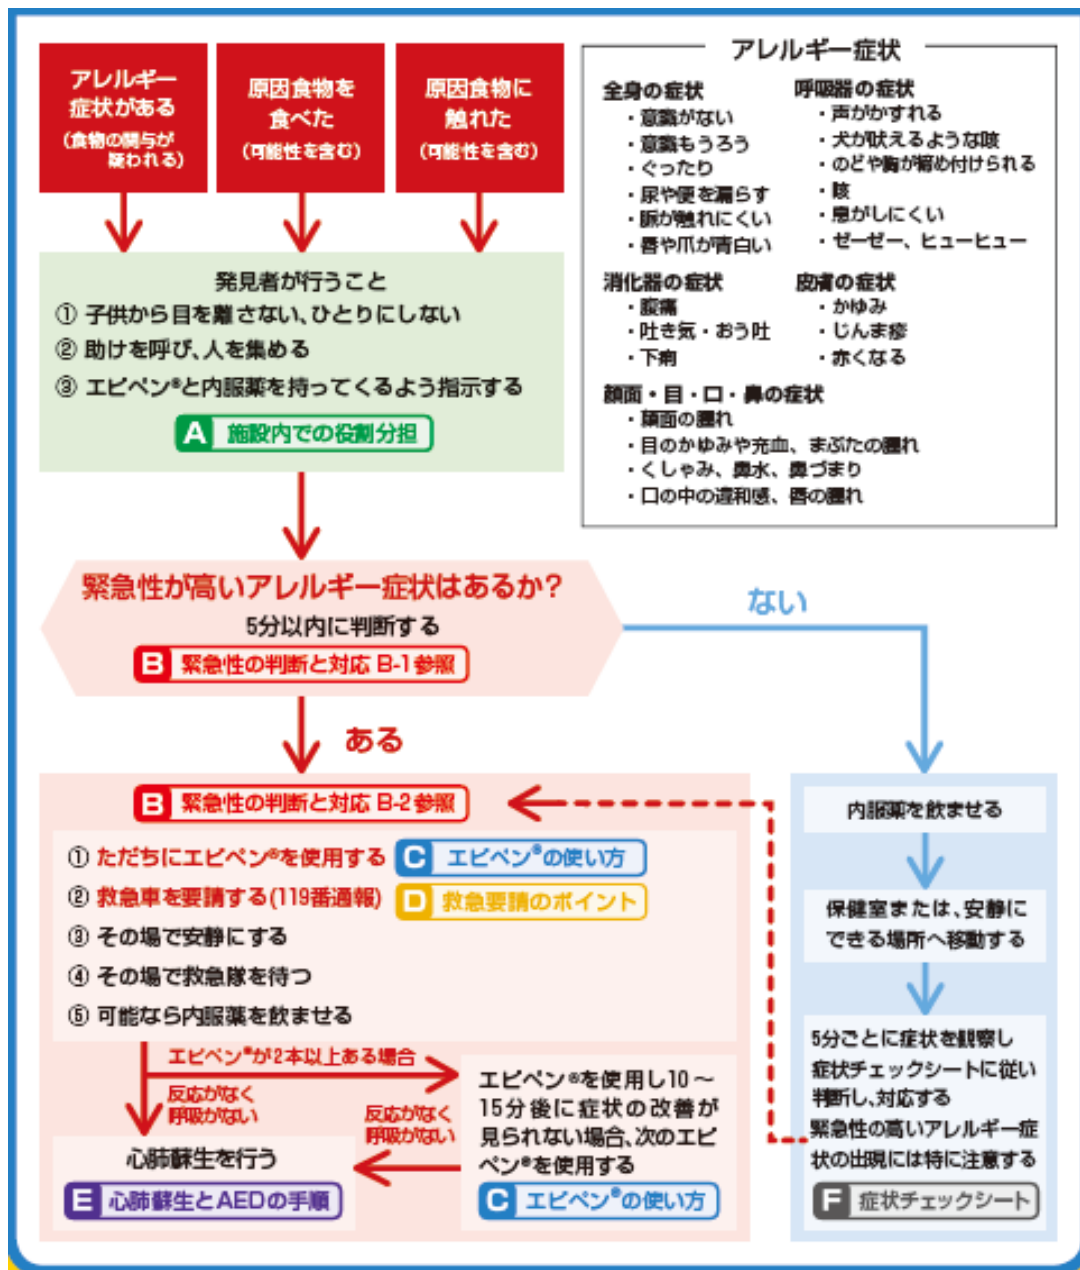 アレルギー
症状がある
(食物の関与が
疑われる)
原因食物を
食べた
(可能性を含む)
原因食物に
触れた
(可能性を含む)
発見者が行うこと
① 子供から目を離さない、ひとりにしない
② 助けを呼び、人を集める
③ エピペン®と内服薬を持ってくるよう指示する
A 施設内での役割分担
アレルギー症状
全身の症状
・意識がない
・意識もうろう
・ぐったり
・尿や便を漏らす
・脈が触れにくい
・唇や爪が青白い
呼吸器の症状
・声がかすれる
・犬が吠えるような咳
・のどや胸が締め付けられる
・咳
・息がしにくい
・ゼーゼー、ヒューヒュー
消化器の症状
・腹痛
・吐き気・おう吐
・下痢
皮膚の症状
・かゆみ
・じんま疹
・赤くなる
顔面・目・口・鼻の症状
・顔面の腫れ
・目のかゆみや充血、まぶたの腫れ
・くしゃみ、鼻水、鼻づまり
・口の中の違和感、唇の腫れ
緊急性が高いアレルギー症状はあるか?
5分以内に判断する
B 緊急性の判断と対応 B-1参照
ない
ある
B 緊急性の判断と対応 B-2参照
① ただちにエピペン®を使用する C エピペン®の使い方
② 救急車を要請する(119番通報) D 救急要請のポイント
③ その場で安静にする
④ その場で救急隊を待つ
⑤ 可能なら内服薬を飲ませる
エピペン®が2本以上ある場合
反応がなく
呼吸がない
心肺蘇生を行う
E 心肺蘇生とAEDの手順
反応がなく
呼吸がない
エピペン®を使用し10~
15分後に症状の改善が
見られない場合、次のエピ
ペン®を使用する
C エピペン®の使い方
内服薬を飲ませる
保健室または、安静に
できる場所へ移動する
5分ごとに症状を観察し
症状チェックシートに従い
判断し、対応する
緊急性の高いアレルギー症
状の出現には特に注意する
F 症状チェックシート